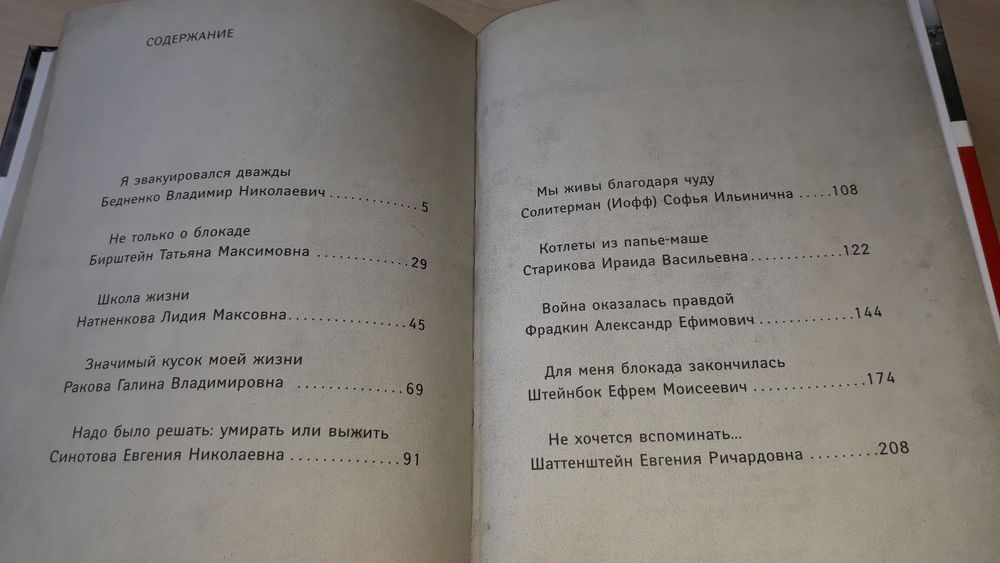 СОДЕРЖАНИЕ
Я эвакуировался дважды
Бедненко Владимир Николаевич ............. 5
Не только о блокаде
Бирштейн Татьяна Максимовна ............ 29
Школа жизни
Натненкова Лидия Максовна............... 45
Значимый кусок моей жизни
Ракова Галина Владимировна ............. 69
Надо было решать: умирать или выжить
Синотова Евгения Николаевна ............. 91
Мы живы благодаря чуду
Солитерман (Иофф) Софья Ильинична .....108
Котлеты из папье-маше
Старикова Ираида Васильевна.............122
Война оказалась правдой
Фрадкин Александр Ефимович .............144
Для меня блокада закончилась
Штейнбок Ефрем Моисеевич ...............174
Не хочется вспоминать...
Шаттенштейн Евгения Ричардовна .........208